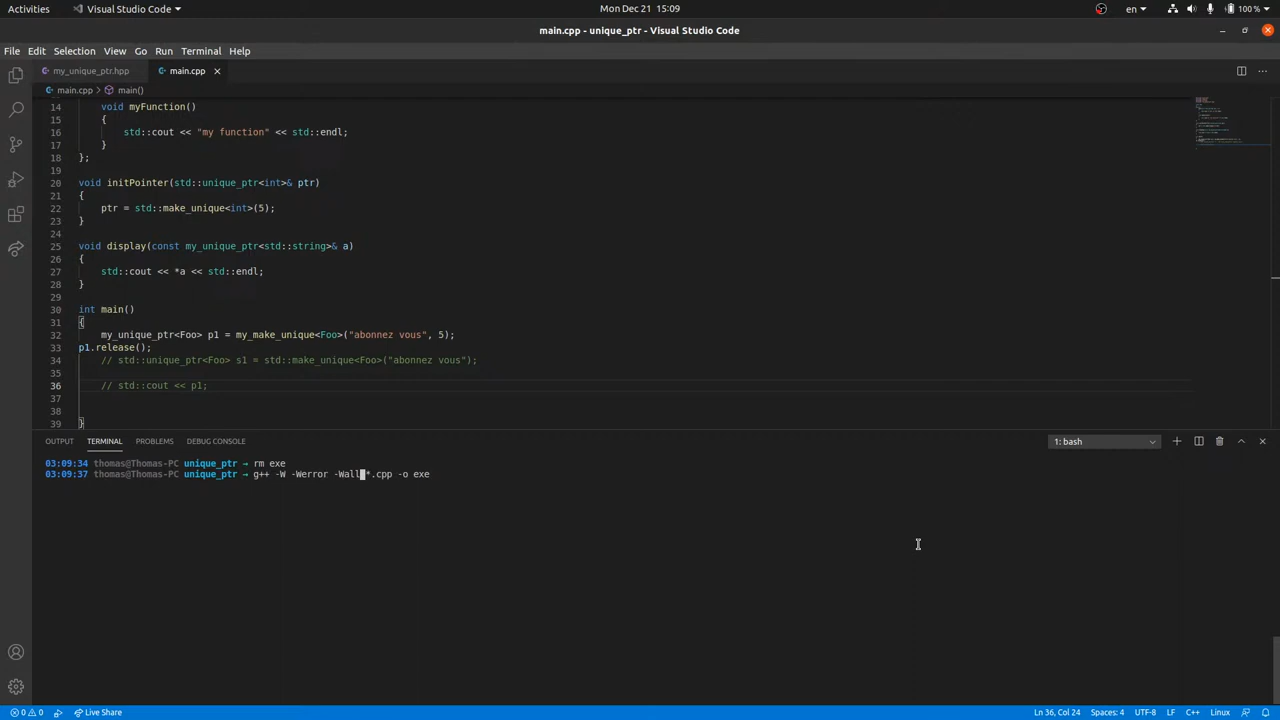 Activities
Visual Studio Code
Mon Dec 21 15:09
en
100 %
main.cpp - unique_ptr - Visual Studio Code
File Edit Selection View Go Run Terminal Help
my_unique_ptr.hpp
main.cpp
main.cpp > main()
14 void myFunction()
15 {
16 std::cout << "my function" << std::endl;
17 }
18 };
19
20 void initPointer(std::unique_ptr<int>& ptr)
21 {
22 ptr = std::make_unique<int>(5);
23 }
24
25 void display(const my_unique_ptr<std::string>& a)
26 {
27 std::cout << *a << std::endl;
28 }
29
30 int main()
31 {
32 my_unique_ptr<Foo> p1 = my_make_unique<Foo>("abonnez vous", 5);
33 p1.release();
34 // std::unique_ptr<Foo> s1 = std::make_unique<Foo>("abonnez vous");
35
36 // std::cout << p1;
37
38
39 }
OUTPUT TERMINAL PROBLEMS DEBUG CONSOLE
1: bash
03:09:34 thomas@Thomas-PC unique_ptr → rm exe
03:09:37 thomas@Thomas-PC unique_ptr → g++ -W -Werror -Wall *.cpp -o exe
0 0
Live Share
Ln 36, Col 24
Spaces: 4
UTF-8
LF
C++
Linux